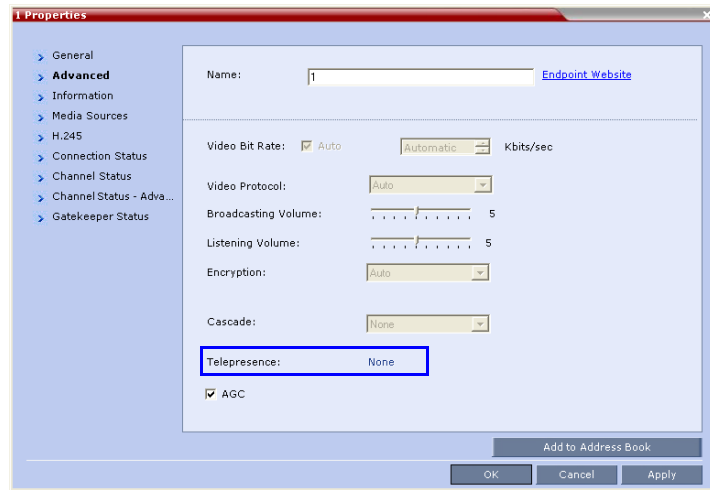 1 Properties
General
Advanced
Information
Media Sources
H.245
Connection Status
Channel Status
Channel Status - Adva...
Gatekeeper Status
Name: 1 Endpoint Website
Video Bit Rate: Auto Automatic Kbits/sec
Video Protocol: Auto
Broadcasting Volume: 5
Listening Volume: 5
Encryption: Auto
Cascade: None
Telepresence: None
AGC
Add to Address Book
OK Cancel Apply